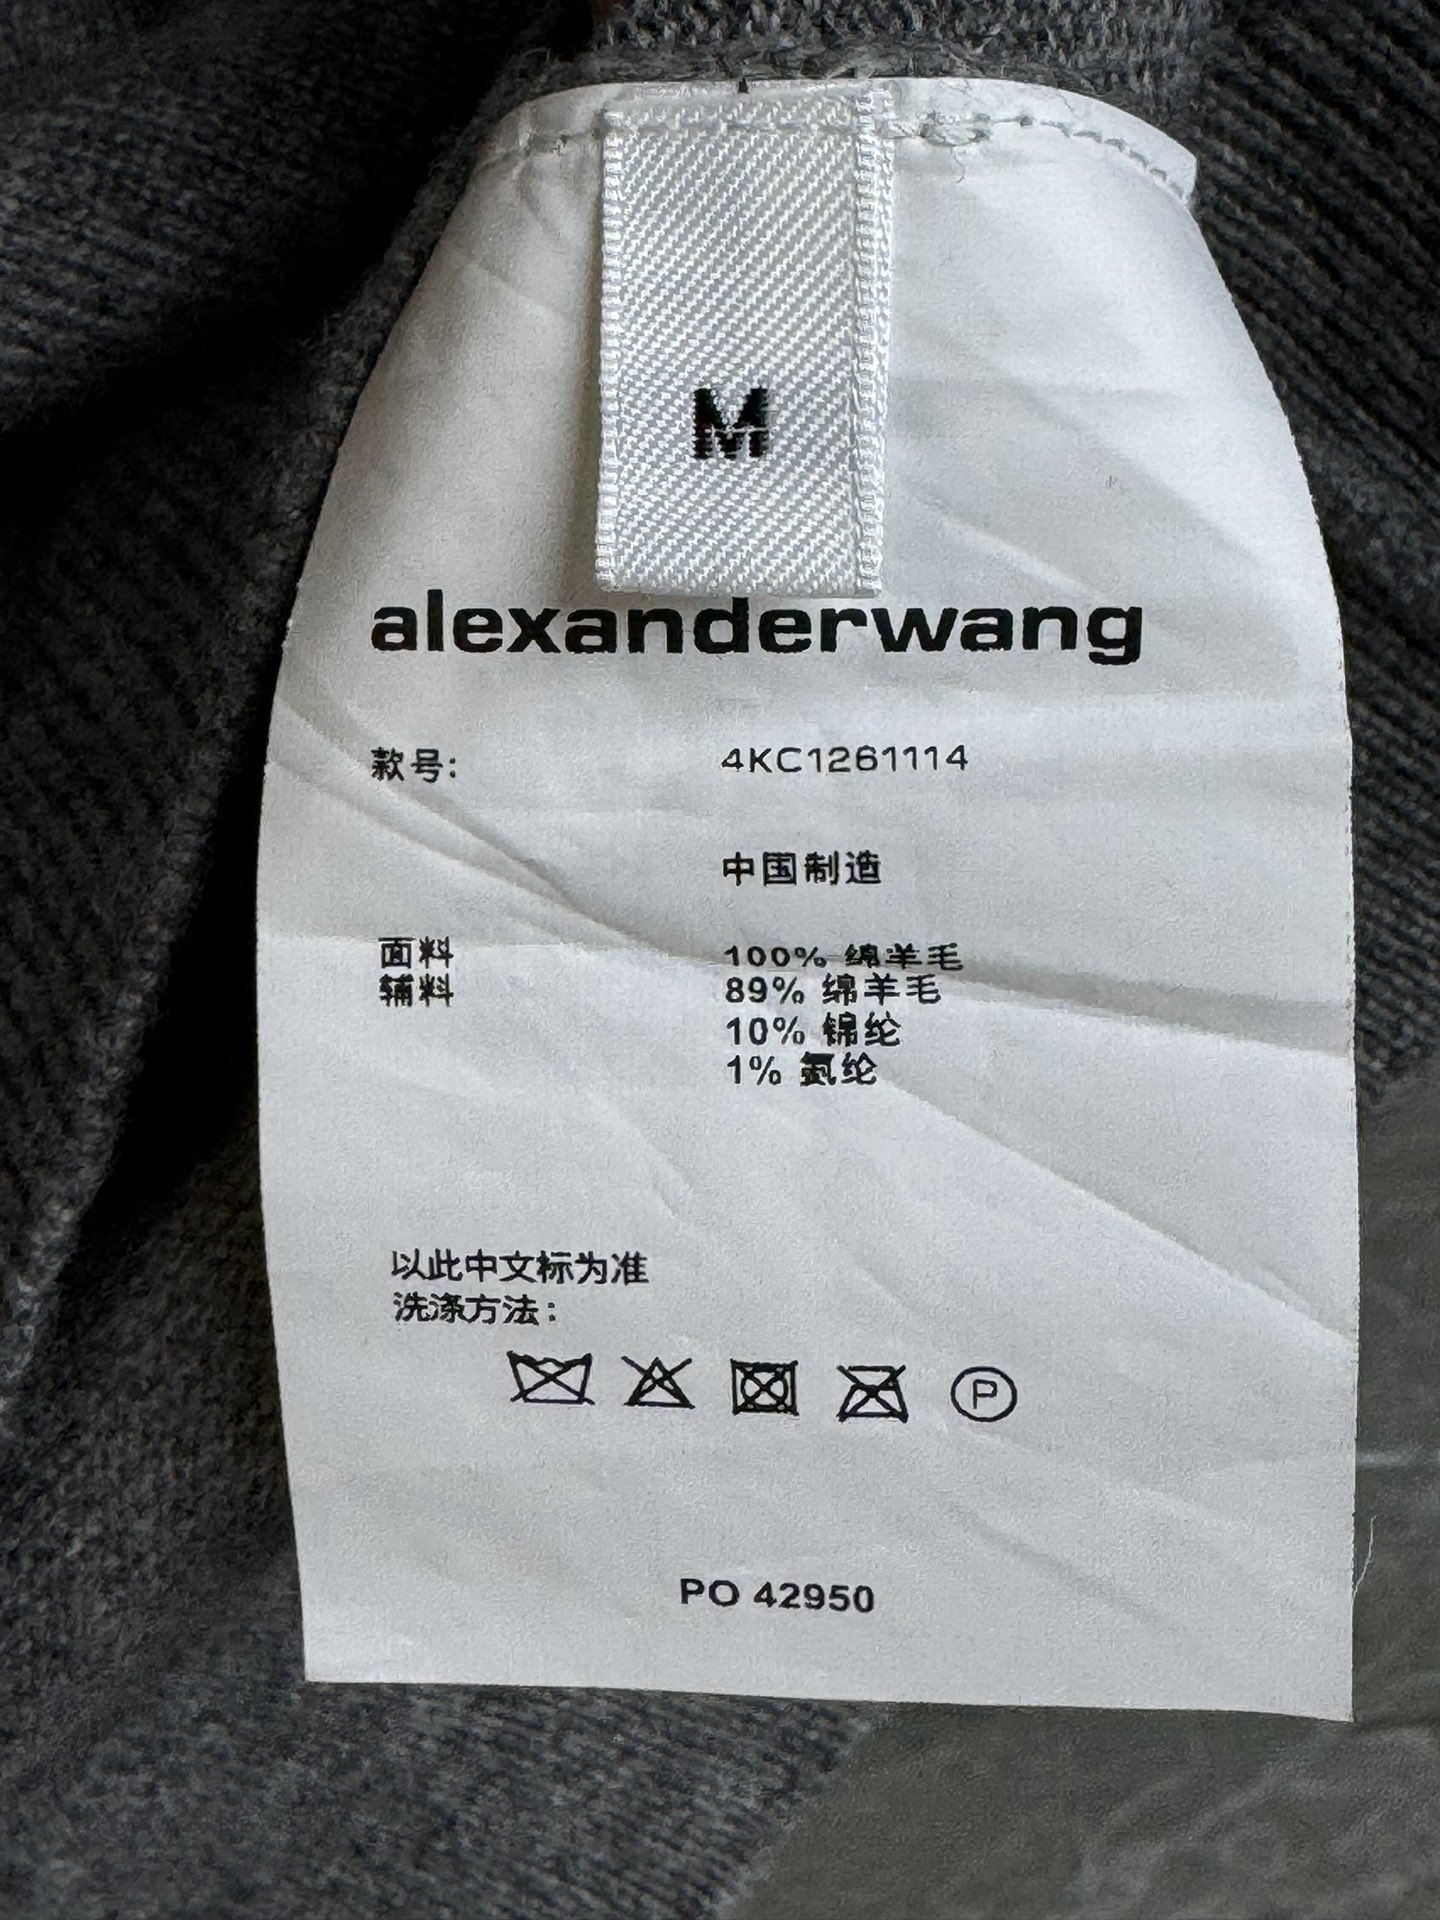 M
alexanderwang
款号: 4KC1261114
中国制造
面料 100% 绵羊毛
辅料 89% 绵羊毛
10% 锦纶
1% 氨纶
以此中文标为准
洗涤方法:
P
PO 42950